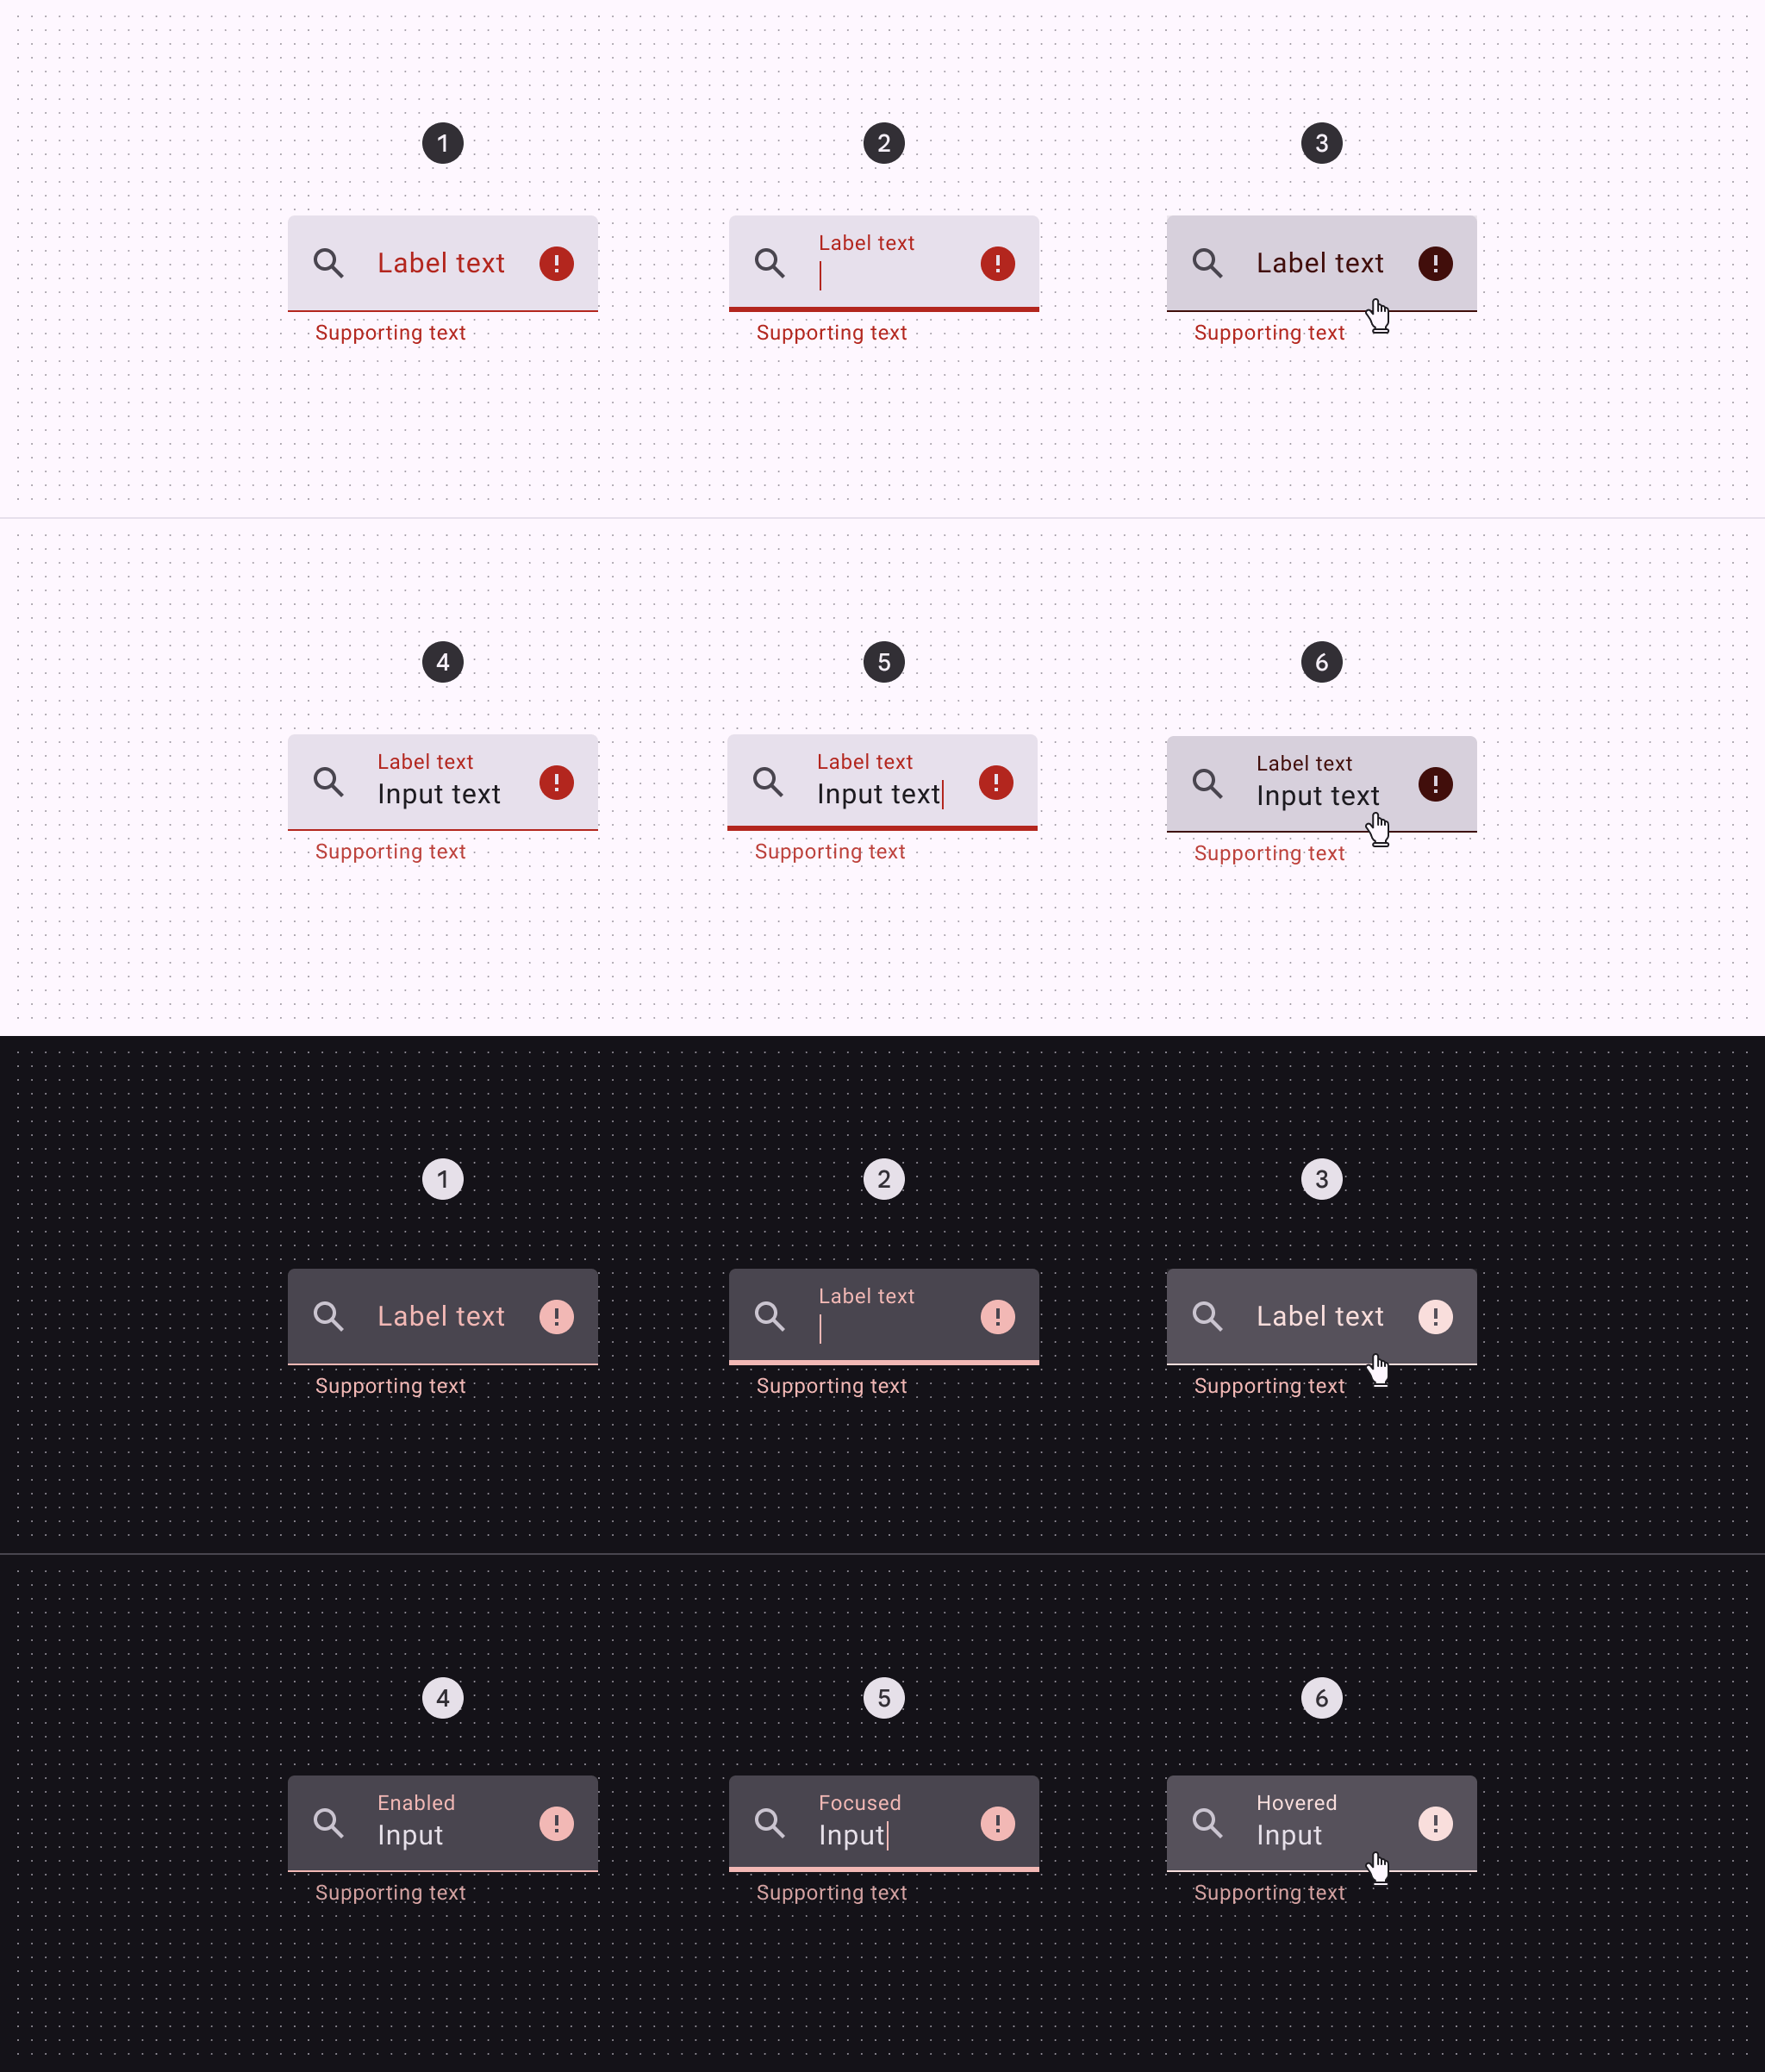 1
2
3
Label text
!
Label text
!
Label text
!
Supporting text
Supporting text
Supporting text
4
5
6
Label text
Input text
!
Label text
Input text
!
Label text
Input text
!
Supporting text
Supporting text
Supporting text
1
2
3
Label text
!
Label text
!
Label text
!
Supporting text
Supporting text
Supporting text
4
5
6
Enabled
Input
!
Focused
Input
!
Hovered
Input
!
Supporting text
Supporting text
Supporting text